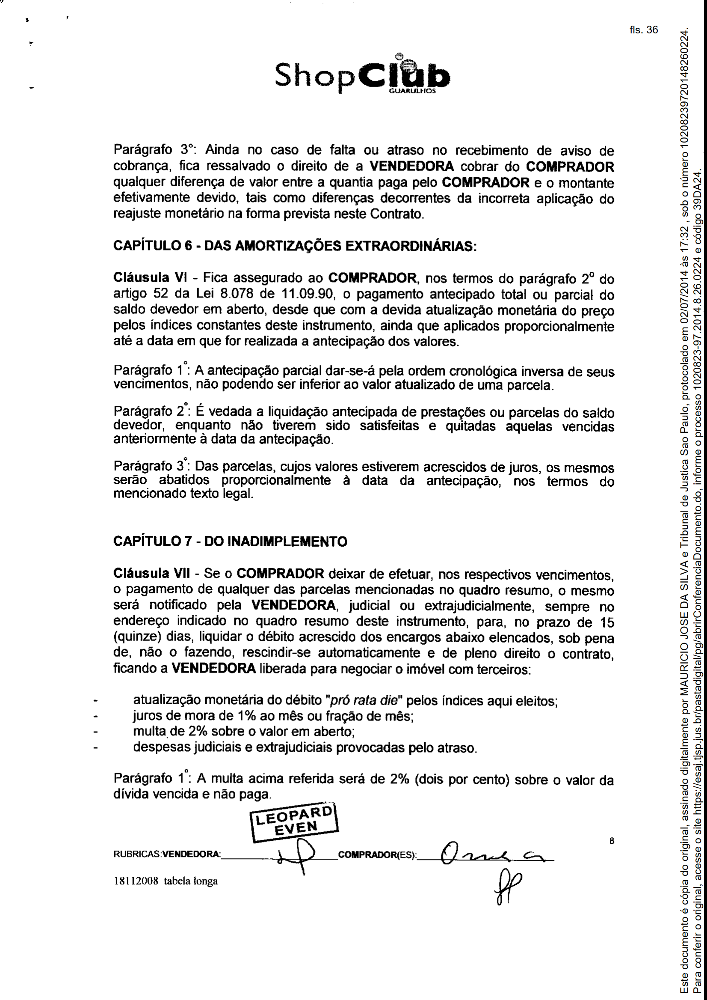 fls. 36
ShopClub
GUARULHOS
Parágrafo 3º: Ainda no caso de falta ou atraso no recebimento de aviso de
cobrança, fica ressalvado o direito de a VENDEDORA cobrar do COMPRADOR
qualquer diferença de valor entre a quantia paga pelo COMPRADOR e o montante
efetivamente devido, tais como diferenças decorrentes da incorreta aplicação do
reajuste monetário na forma prevista neste Contrato.
CAPÍTULO 6 - DAS AMORTIZAÇÕES EXTRAORDINÁRIAS:
Cláusula VI - Fica assegurado ao COMPRADOR, nos termos do parágrafo 2º do
artigo 52 da Lei 8.078 de 11.09.90, o pagamento antecipado total ou parcial do
saldo devedor em aberto, desde que com a devida atualização monetária do preço
pelos índices constantes deste instrumento, ainda que aplicados proporcionalmente
até a data em que for realizada a antecipação dos valores.
Parágrafo 1º: A antecipação parcial dar-se-á pela ordem cronológica inversa de seus
vencimentos, não podendo ser inferior ao valor atualizado de uma parcela.
Parágrafo 2º: É vedada a liquidação antecipada de prestações ou parcelas do saldo
devedor, enquanto não tiverem sido satisfeitas e quitadas aquelas vencidas
anteriormente à data da antecipação.
Parágrafo 3º: Das parcelas, cujos valores estiverem acrescidos de juros, os mesmos
serão abatidos proporcionalmente à data da antecipação, nos termos do
mencionado texto legal.
CAPÍTULO 7 - DO INADIMPLEMENTO
Cláusula VII - Se o COMPRADOR deixar de efetuar, nos respectivos vencimentos,
o pagamento de qualquer das parcelas mencionadas no quadro resumo, o mesmo
será notificado pela VENDEDORA, judicial ou extrajudicialmente, sempre no
endereço indicado no quadro resumo deste instrumento, para, no prazo de 15
(quinze) dias, liquidar o débito acrescido dos encargos abaixo elencados, sob pena
de, não o fazendo, rescindir-se automaticamente e de pleno direito o contrato,
ficando a VENDEDORA liberada para negociar o imóvel com terceiros:
- atualização monetária do débito "pró rata die" pelos índices aqui eleitos;
- juros de mora de 1% ao mês ou fração de mês;
- multa de 2% sobre o valor em aberto;
- despesas judiciais e extrajudiciais provocadas pelo atraso.
Parágrafo 1º: A multa acima referida será de 2% (dois por cento) sobre o valor da
dívida vencida e não paga.
LEOPARD
EVEN
8
RUBRICAS:VENDEDORA: COMPRADOR(ES):
18112008 tabela longa
Este documento é cópia do original, assinado digitalmente por MAURICIO JOSE DA SILVA e Tribunal de Justica Sao Paulo, protocolado em 02/07/2014 às 17:32 , sob o número 10208239720148260224.
Para conferir o original, acesse o site https://esaj.tjsp.jus.br/pastadigital/pg/abrirConferenciaDocumento.do, informe o processo 1020823-97.2014.8.26.0224 e código 39DA24.